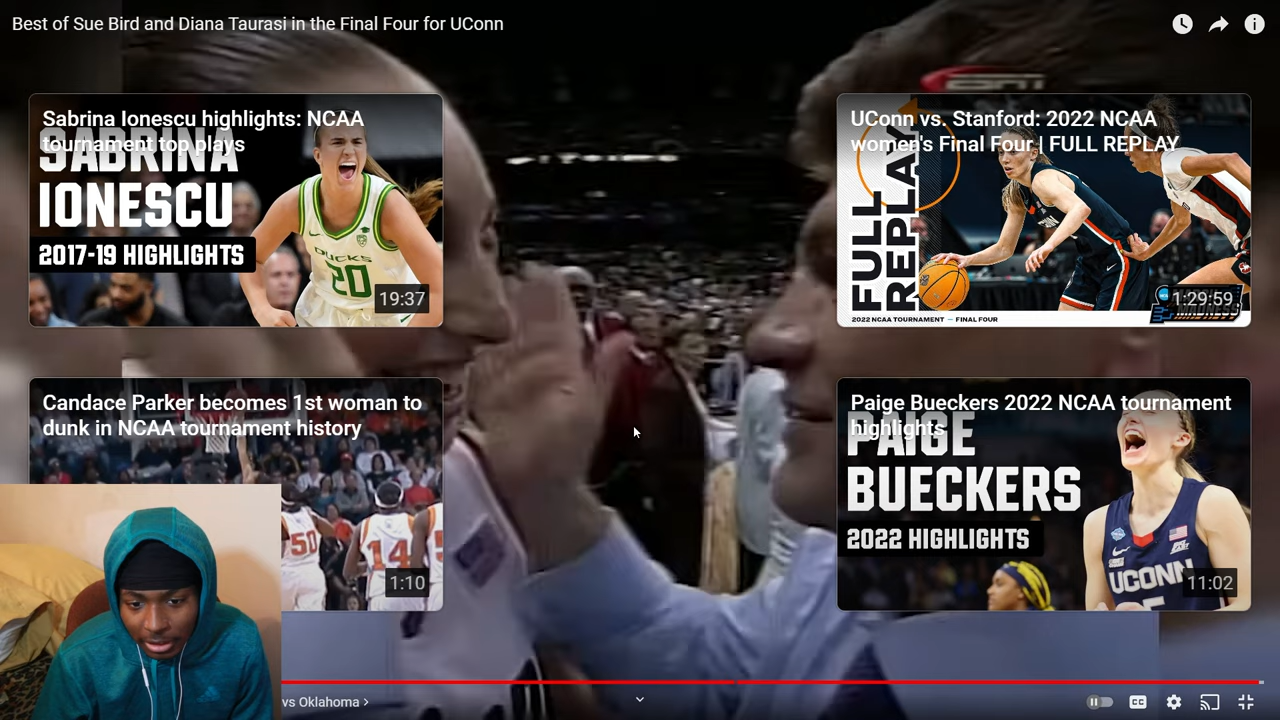 Best of Sue Bird and Diana Taurasi in the Final Four for UConn
ESPN
Sabrina Ionescu highlights: NCAA
tournament top plays
SABRINA
IONESCU
2017-19 HIGHLIGHTS
DUCKS
20
19:37
UConn vs. Stanford: 2022 NCAA
women's Final Four | FULL REPLAY
FULL
REPLAY
1:29:59
MADNESS
2022 NCAA TOURNAMENT — FINAL FOUR
Candace Parker becomes 1st woman to
dunk in NCAA tournament history
50
14
1:10
Paige Bueckers 2022 NCAA tournament
highlights
PAIGE
BUECKERS
2022 HIGHLIGHTS
UCONN
11:02
vs Oklahoma
CC